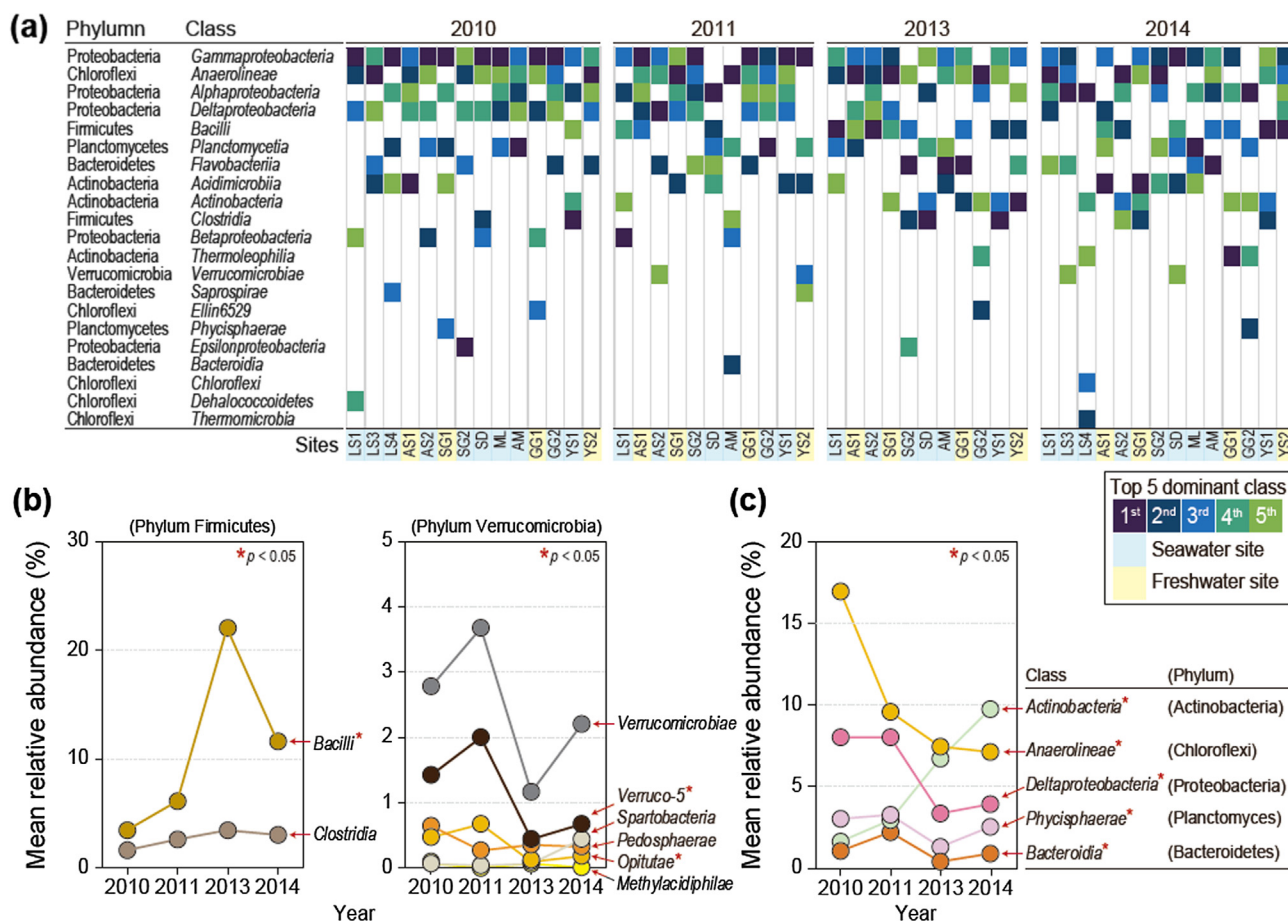 (a)
Phylumn Class 2010 2011 2013 2014
Proteobacteria Gammaproteobacteria
Chloroflexi Anaerolineae
Proteobacteria Alphaproteobacteria
Proteobacteria Deltaproteobacteria
Firmicutes Bacilli
Planctomycetes Planctomycetia
Bacteroidetes Flavobacteriia
Actinobacteria Acidimicrobiia
Actinobacteria Actinobacteria
Firmicutes Clostridia
Proteobacteria Betaproteobacteria
Actinobacteria Thermoleophilia
Verrucomicrobia Verrucomicrobiae
Bacteroidetes Saprospirae
Chloroflexi Ellin6529
Planctomycetes Phycisphaerae
Proteobacteria Epsilonproteobacteria
Bacteroidetes Bacteroidia
Chloroflexi Chloroflexi
Chloroflexi Dehalococcoidetes
Chloroflexi Thermomicrobia
Sites LS1 LS3 LS4 AS1 AS2 SG1 SG2 SD ML AM GG1 GG2 YS1 YS2 LS1 AS1 AS2 SG1 SG2 SD AM GG1 GG2 YS1 YS2 LS1 AS1 AS2 SG1 SG2 SD AM GG1 GG2 YS1 YS2 LS1 LS3 LS4 AS1 AS2 SG1 SG2 SD ML AM GG1 GG2 YS1 YS2
Top 5 dominant class
1st 2nd 3rd 4th 5th
Seawater site
Freshwater site
(b)
(Phylum Firmicutes)
* p < 0.05
Mean relative abundance (%)
30
20
10
0
Bacilli*
Clostridia
2010 2011 2013 2014
(Phylum Verrucomicrobia)
* p < 0.05
5
4
3
2
1
0
Verrucomicrobiae
Verruco-5*
Spartobacteria
Pedosphaerae
Opitutae*
Methylacidiphilae
2010 2011 2013 2014
Year
(c)
* p < 0.05
Mean relative abundance (%)
20
15
10
5
0
Class (Phylum)
Actinobacteria* (Actinobacteria)
Anaerolineae* (Chloroflexi)
Deltaproteobacteria* (Proteobacteria)
Phycisphaerae* (Planctomyces)
Bacteroidia* (Bacteroidetes)
2010 2011 2013 2014
Year